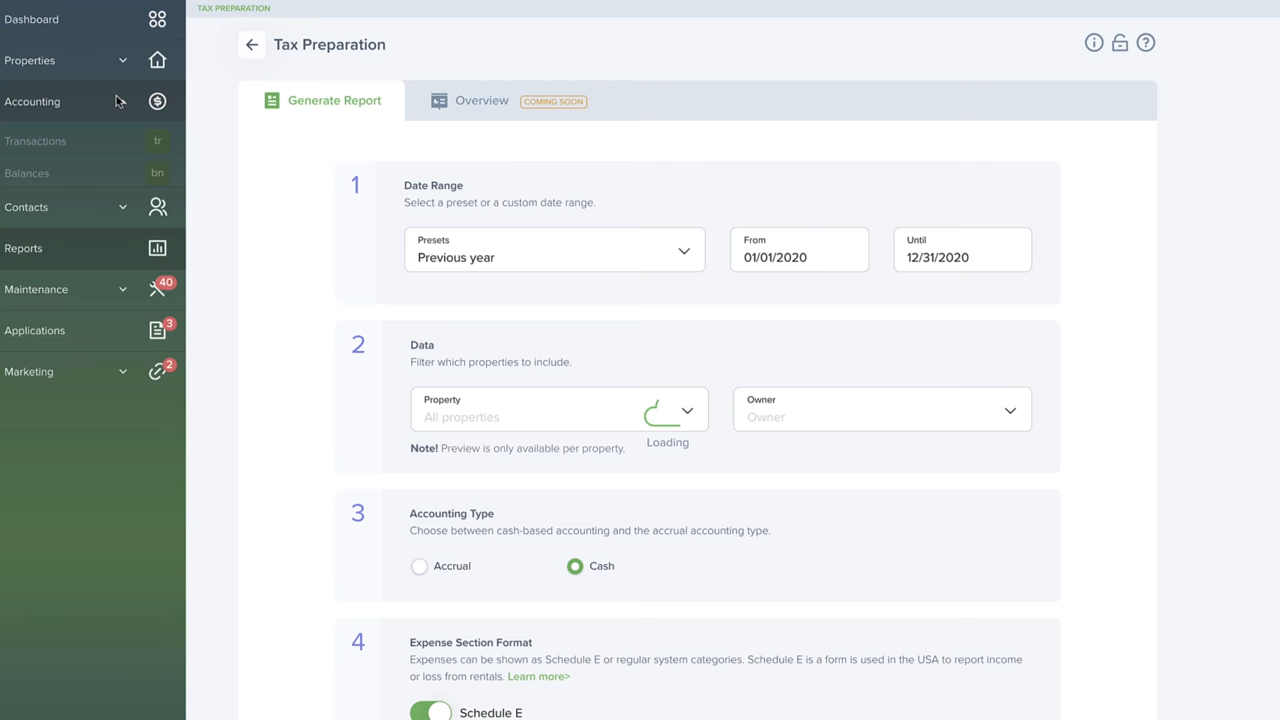 Dashboard
Properties
Accounting
Transactions
tr
Balances
bn
Contacts
Reports
Maintenance
40
Applications
3
Marketing
2
TAX PREPARATION
Tax Preparation
Generate Report
Overview COMING SOON
1
Date Range
Select a preset or a custom date range.
Presets
Previous year
From
01/01/2020
Until
12/31/2020
2
Data
Filter which properties to include.
Property
All properties
Loading
Owner
Owner
Note! Preview is only available per property.
3
Accounting Type
Choose between cash-based accounting and the accrual accounting type.
Accrual
Cash
4
Expense Section Format
Expenses can be shown as Schedule E or regular system categories. Schedule E is a form is used in the USA to report income
or loss from rentals. Learn more>
Schedule E